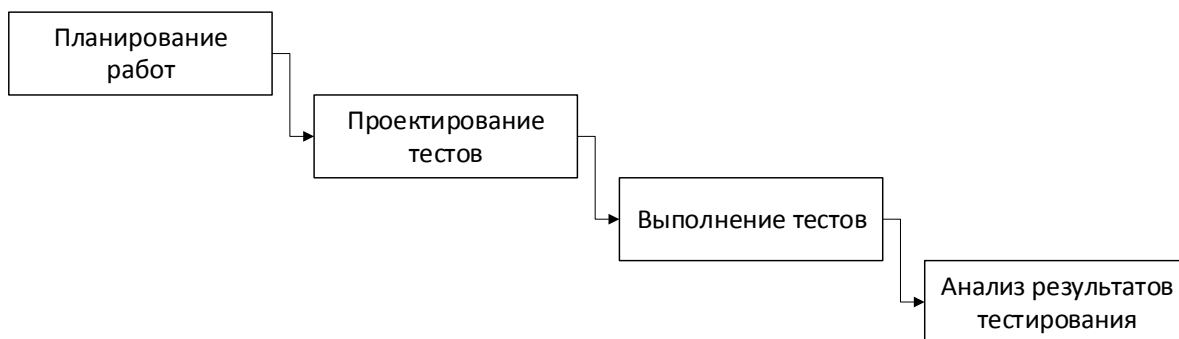 Планирование
работ
Проектирование
тестов
Выполнение тестов
Анализ результатов
тестирования